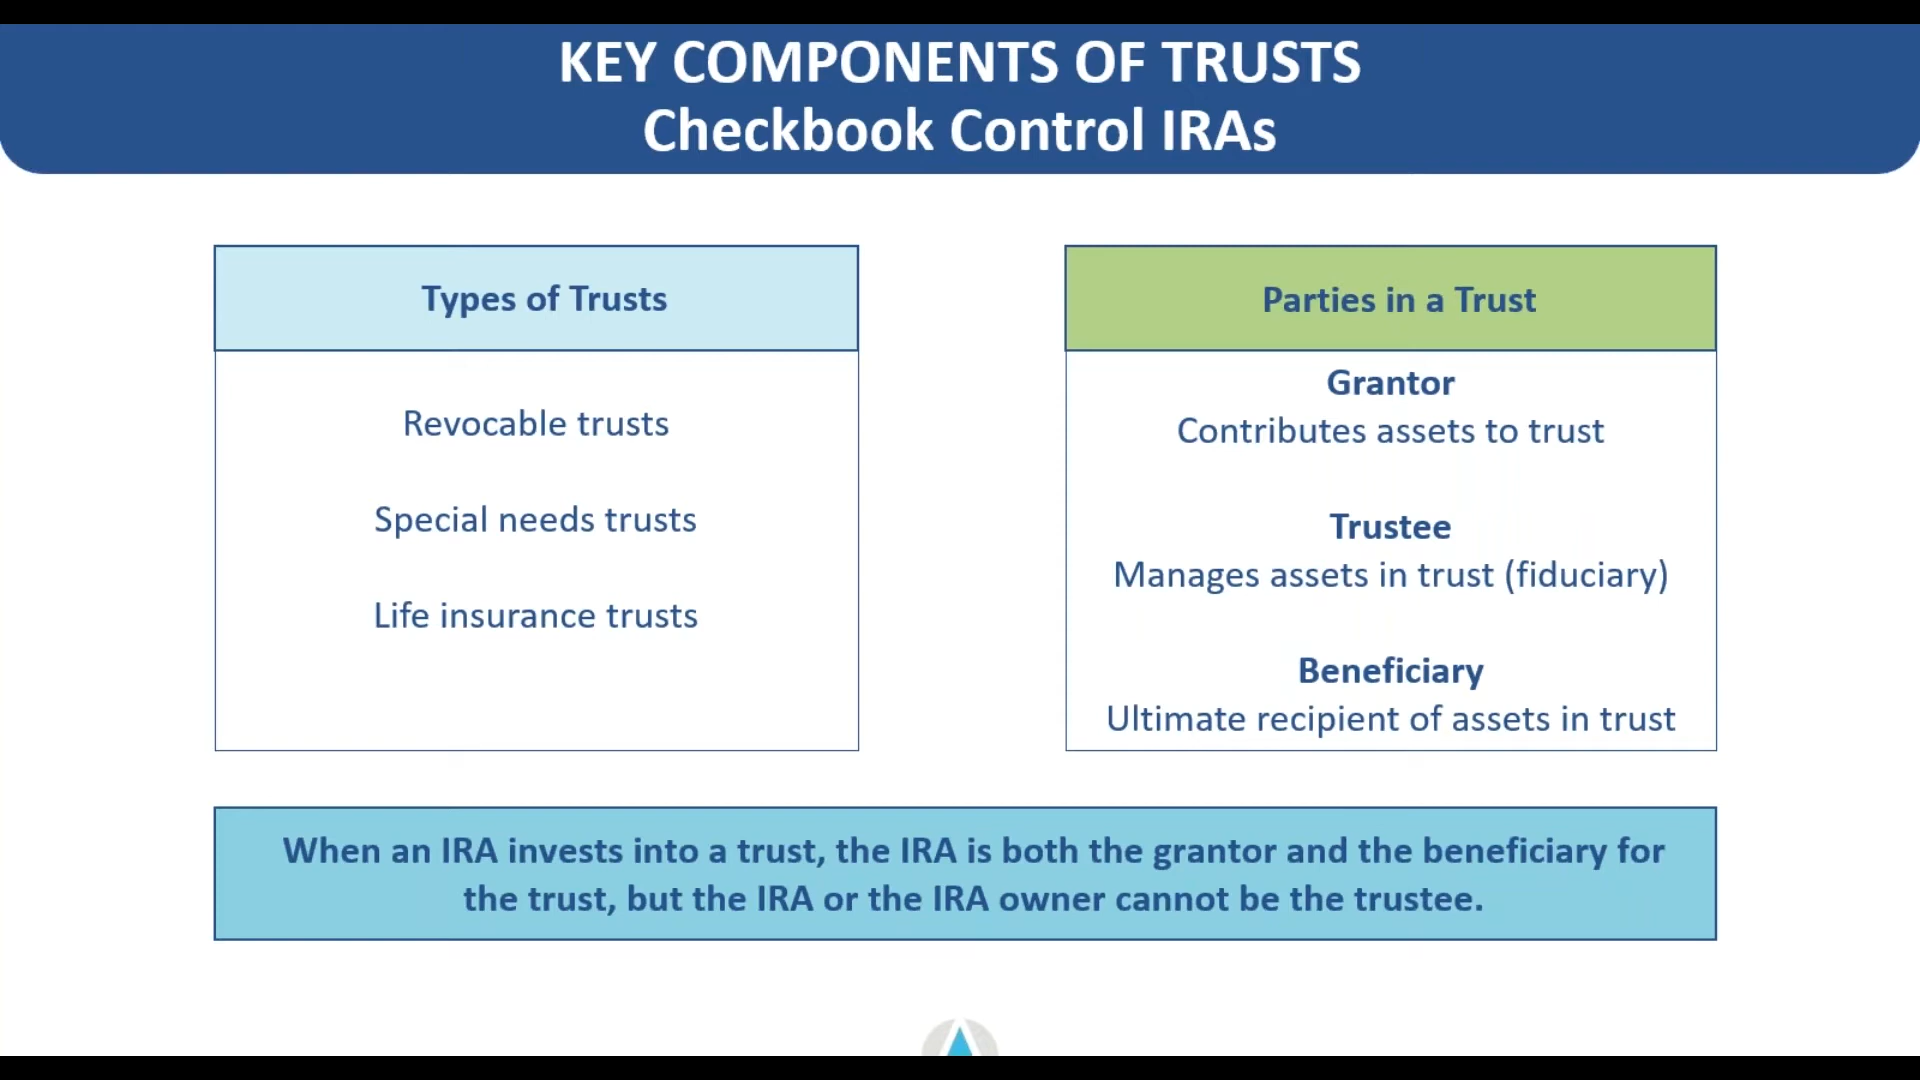 KEY COMPONENTS OF TRUSTS
Checkbook Control IRAs
Types of Trusts
Revocable trusts
Special needs trusts
Life insurance trusts
Parties in a Trust
Grantor
Contributes assets to trust
Trustee
Manages assets in trust (fiduciary)
Beneficiary
Ultimate recipient of assets in trust
When an IRA invests into a trust, the IRA is both the grantor and the beneficiary for
the trust, but the IRA or the IRA owner cannot be the trustee.